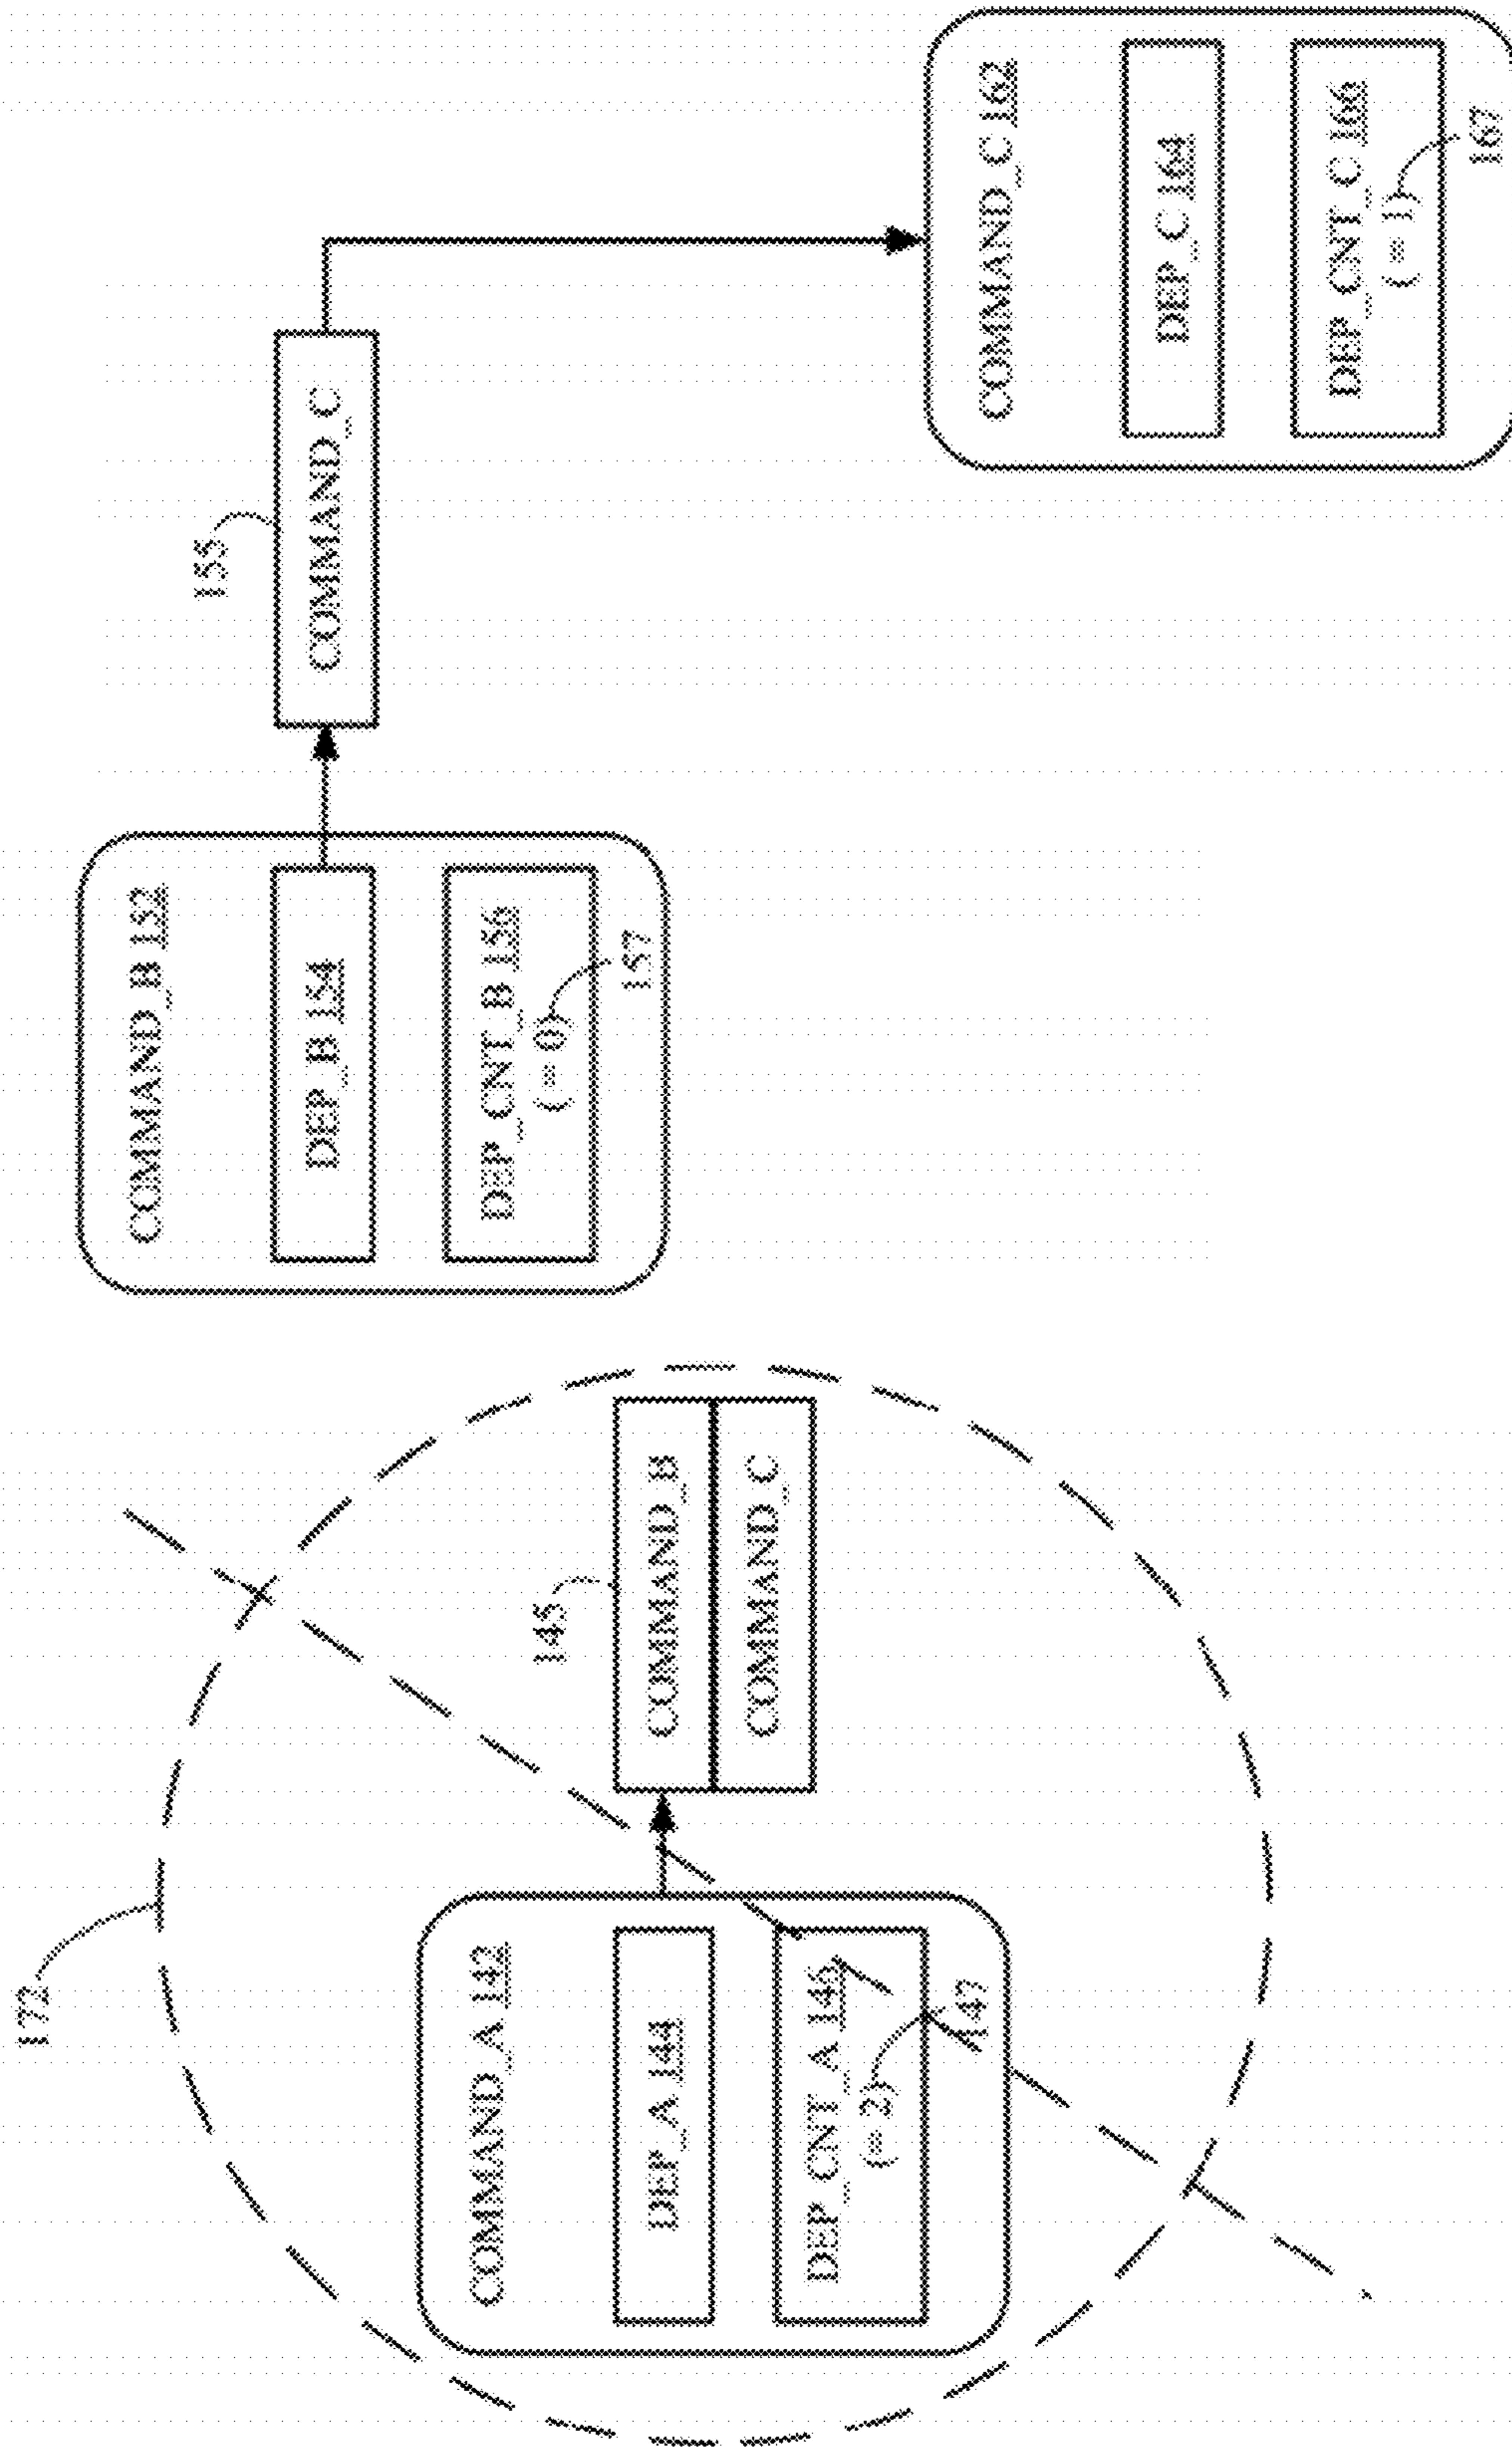 172
COMMAND_A 142
DEP_A 144
DEP_CNT_A 146
(= 2)
147
145
COMMAND_B
COMMAND_C
COMMAND_B 152
DEP_B 154
DEP_CNT_B 156
( = 0)
157
155
COMMAND_C
COMMAND_C 162
DEP_C 164
DEP_CNT_C 166
( = 1)
167